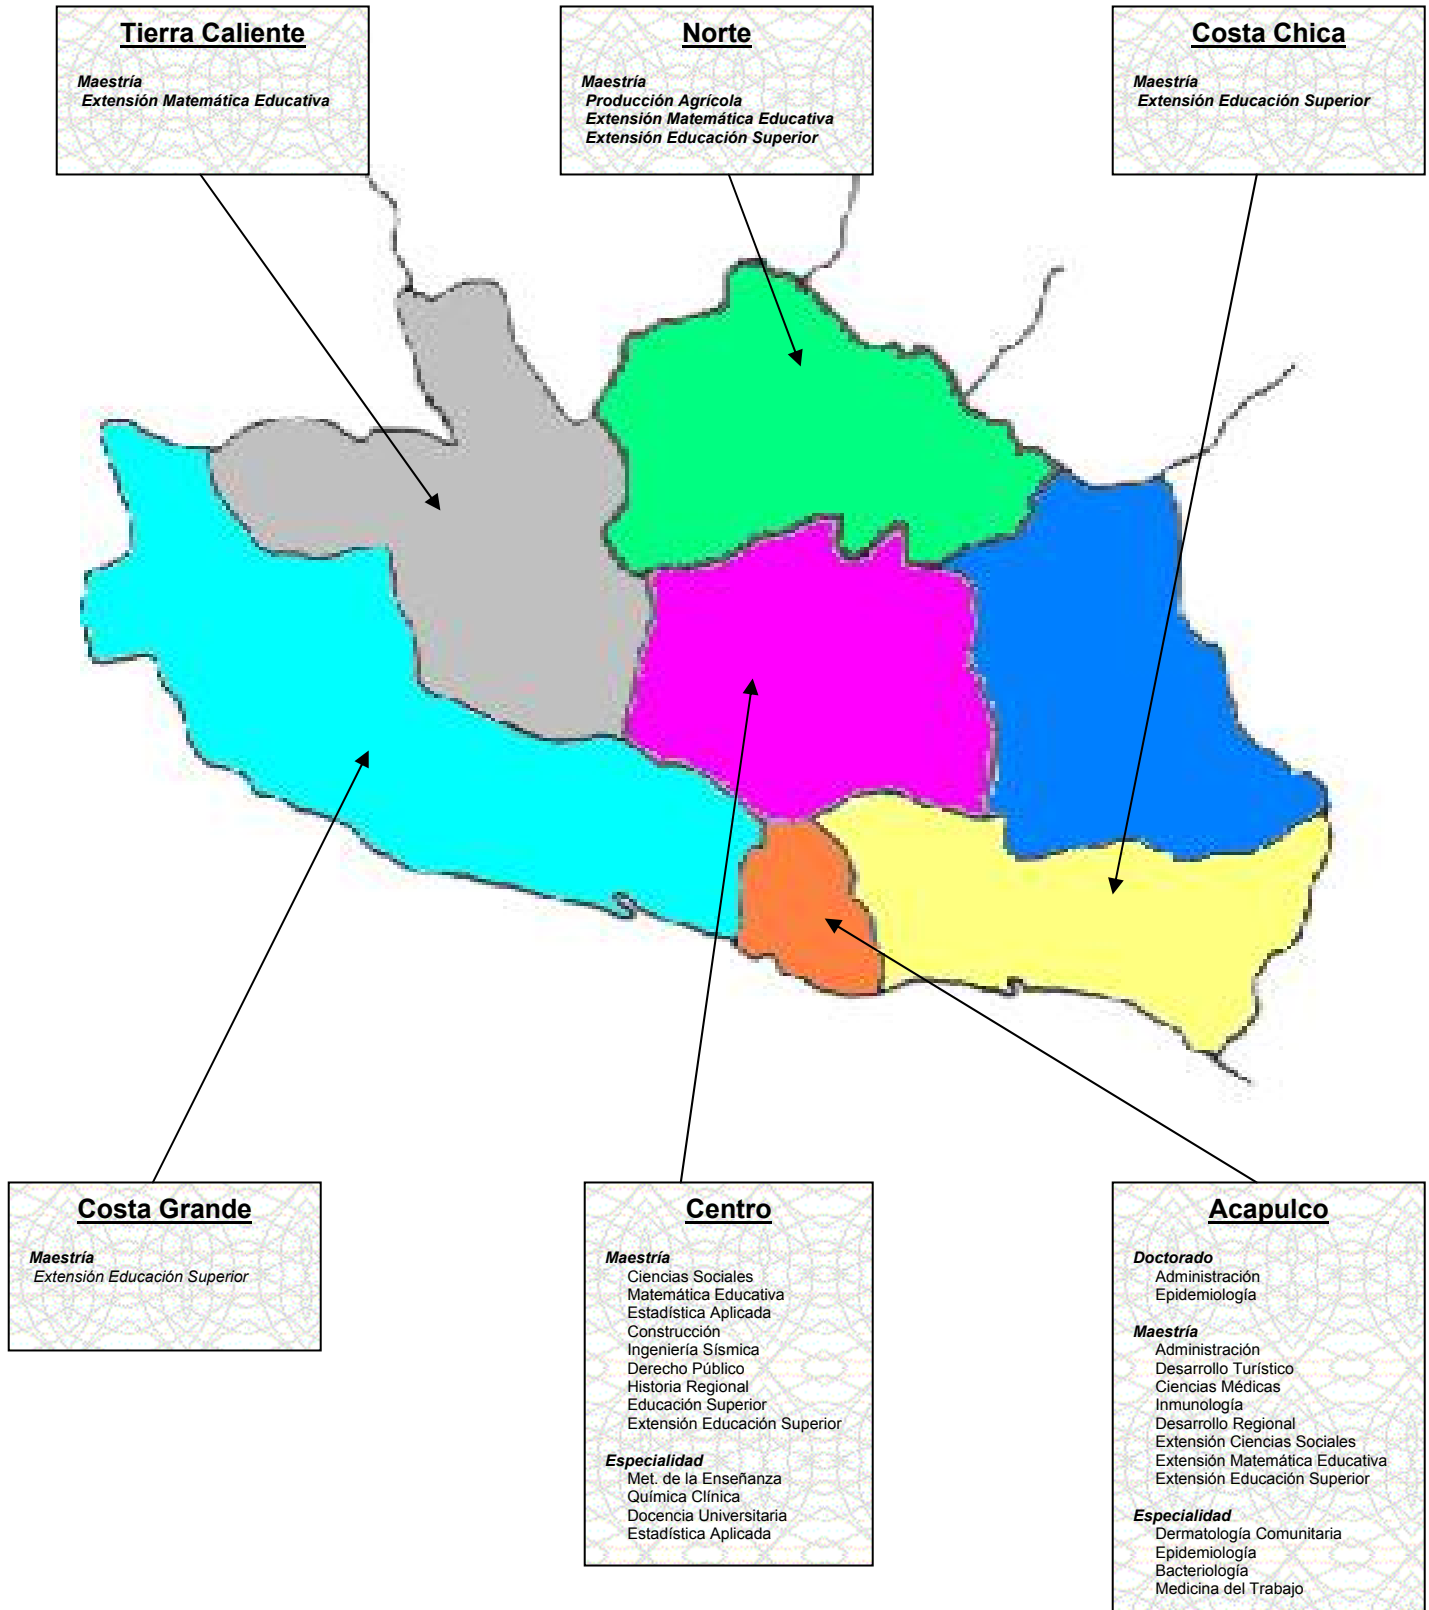 Tierra Caliente
Maestría
Extensión Matemática Educativa
Norte
Maestría
Producción Agrícola
Extensión Matemática Educativa
Extensión Educación Superior
Costa Chica
Maestría
Extensión Educación Superior
Costa Grande
Maestría
Extensión Educación Superior
Centro
Maestría
Ciencias Sociales
Matemática Educativa
Estadística Aplicada
Construcción
Ingeniería Sísmica
Derecho Público
Historia Regional
Educación Superior
Extensión Educación Superior
Especialidad
Met. de la Enseñanza
Química Clínica
Docencia Universitaria
Estadística Aplicada
Acapulco
Doctorado
Administración
Epidemiología
Maestría
Administración
Desarrollo Turístico
Ciencias Médicas
Inmunología
Desarrollo Regional
Extensión Ciencias Sociales
Extensión Matemática Educativa
Extensión Educación Superior
Especialidad
Dermatología Comunitaria
Epidemiología
Bacteriología
Medicina del Trabajo